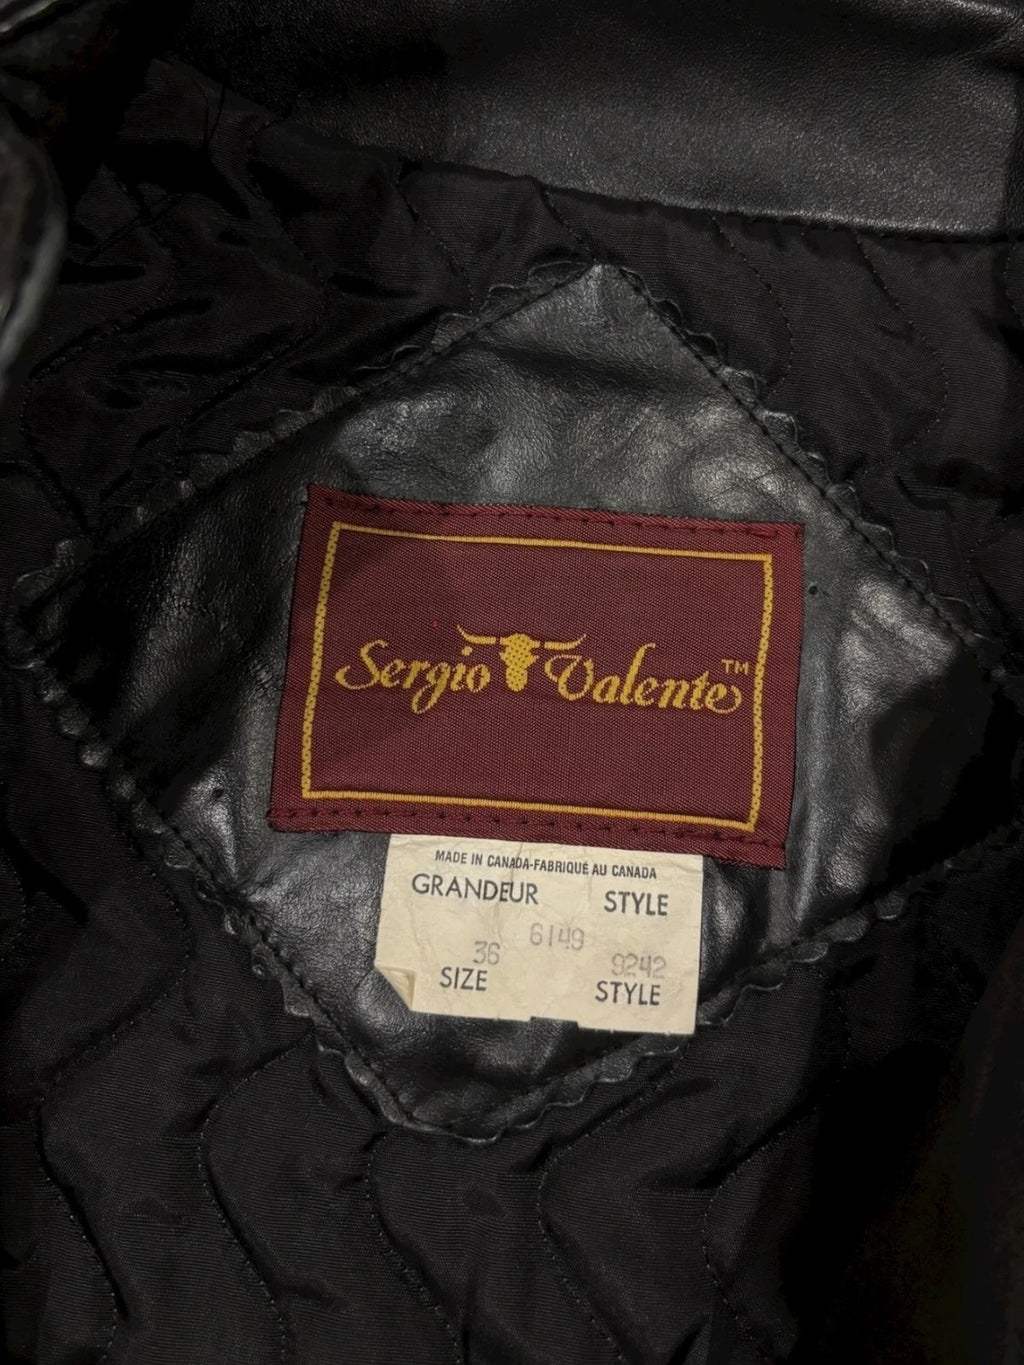 Sergio Valente™
MADE IN CANADA-FABRIQUÉ AU CANADA
GRANDEUR STYLE
6149
36 9242
SIZE STYLE